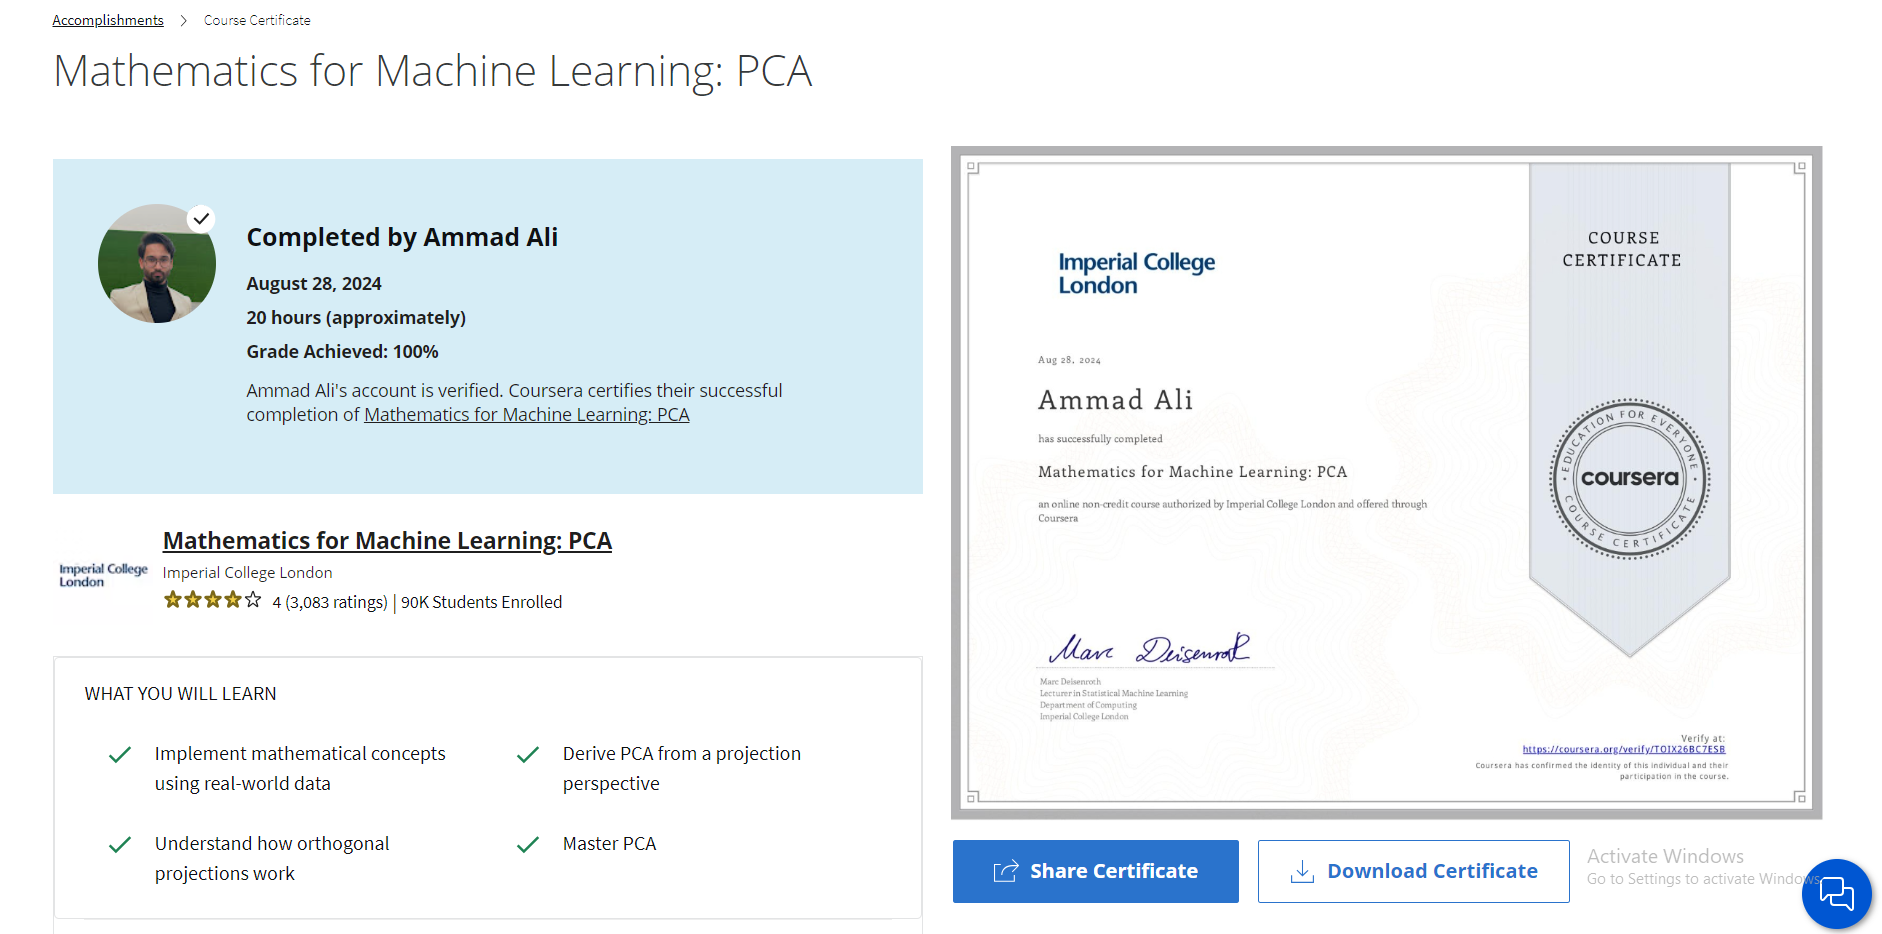 Accomplishments > Course Certificate
Mathematics for Machine Learning: PCA
Completed by Ammad Ali
August 28, 2024
20 hours (approximately)
Grade Achieved: 100%
Ammad Ali's account is verified. Coursera certifies their successful
completion of Mathematics for Machine Learning: PCA
Imperial College
London
Mathematics for Machine Learning: PCA
Imperial College London
4 (3,083 ratings) | 90K Students Enrolled
WHAT YOU WILL LEARN
Implement mathematical concepts
using real-world data
Derive PCA from a projection
perspective
Understand how orthogonal
projections work
Master PCA
Imperial College
London
Aug 28, 2024
Ammad Ali
has successfully completed
Mathematics for Machine Learning: PCA
an online non-credit course authorized by Imperial College London and offered through
Coursera
Marc Deisenroth
Marc Deisenroth
Lecturer in Statistical Machine Learning
Department of Computing
Imperial College London
COURSE
CERTIFICATE
EDUCATION FOR EVERYONE
coursera
COURSE CERTIFICATE
Verify at:
https://coursera.org/verify/TOIX26BC7ESB
Coursera has confirmed the identity of this individual and their
participation in the course.
Share Certificate
Download Certificate
Activate Windows
Go to Settings to activate Windows